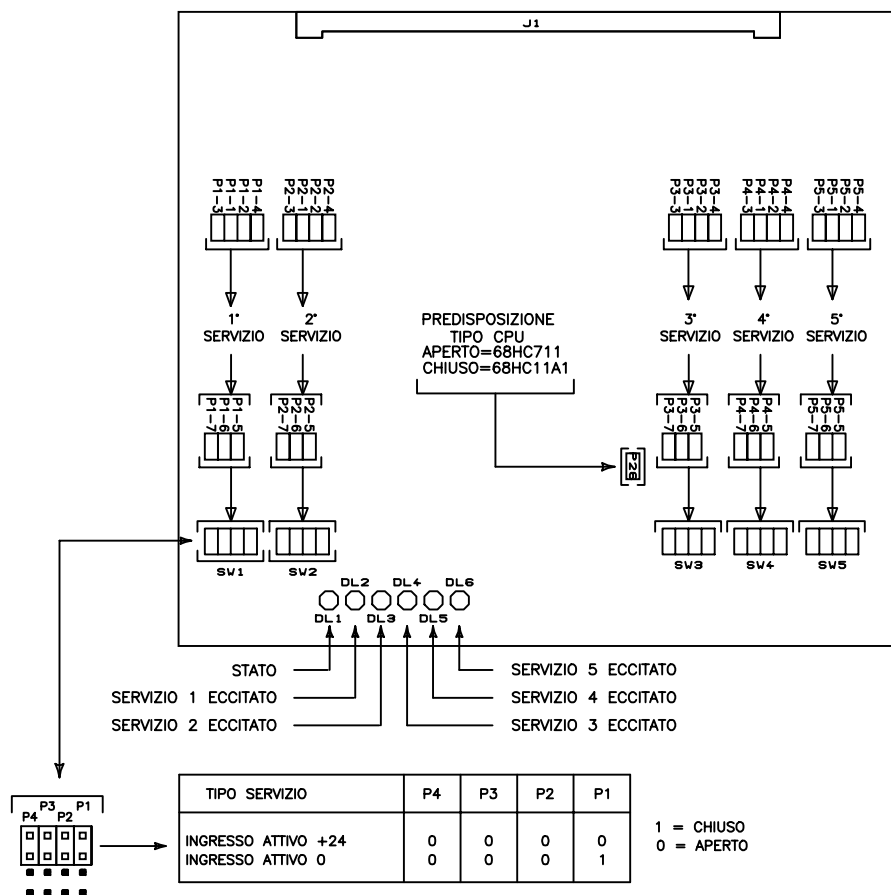 J1
P1-3 P1-1 P1-2 P1-4
P2-3 P2-1 P2-2 P2-4
P3-3 P3-1 P3-2 P3-4
P4-3 P4-1 P4-2 P4-4
P5-3 P5-1 P5-2 P5-4
1°
SERVIZIO
2°
SERVIZIO
PREDISPOSIZIONE
TIPO CPU
APERTO=68HC711
CHIUSO=68HC11A1
3°
SERVIZIO
4°
SERVIZIO
5°
SERVIZIO
P1-7 P1-6 P1-5
P2-7 P2-6 P2-5
P26
P3-7 P3-6 P3-5
P4-7 P4-6 P4-5
P5-7 P5-6 P5-5
SW1
SW2
SW3
SW4
SW5
DL2 DL4 DL6
DL1 DL3 DL5
STATO
SERVIZIO 1 ECCITATO
SERVIZIO 2 ECCITATO
SERVIZIO 5 ECCITATO
SERVIZIO 4 ECCITATO
SERVIZIO 3 ECCITATO
P3 P1
P4 P2
TIPO SERVIZIO P4 P3 P2 P1
INGRESSO ATTIVO +24 0 0 0 0
INGRESSO ATTIVO 0 0 0 0 1
1 = CHIUSO
0 = APERTO